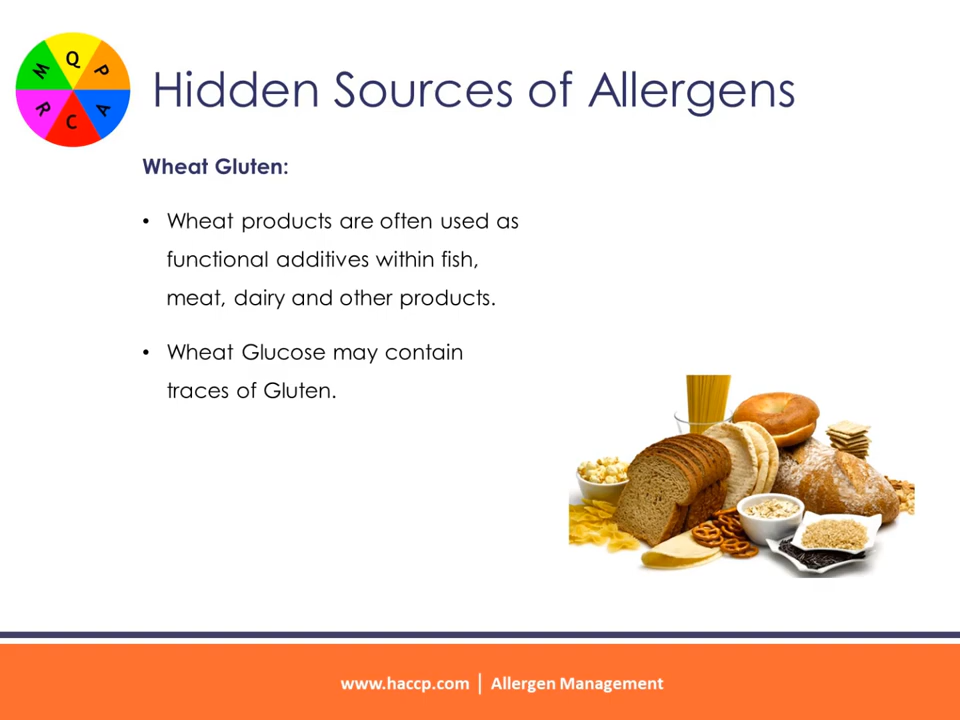 M
Q
P
R
C
A
Hidden Sources of Allergens
Wheat Gluten:
• Wheat products are often used as
functional additives within fish,
meat, dairy and other products.
• Wheat Glucose may contain
traces of Gluten.
www.haccp.com | Allergen Management